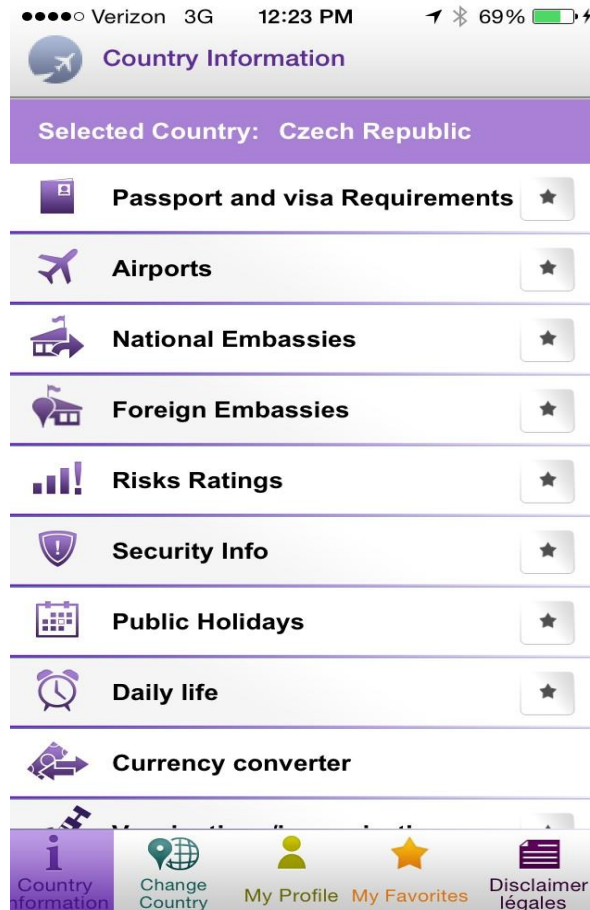 Verizon 3G 12:23 PM 69%
Country Information
Selected Country: Czech Republic
Passport and visa Requirements
Airports
National Embassies
Foreign Embassies
Risks Ratings
Security Info
Public Holidays
Daily life
Currency converter
Country
Change
My Profile
My Favorites
Disclaimer
Country
légales